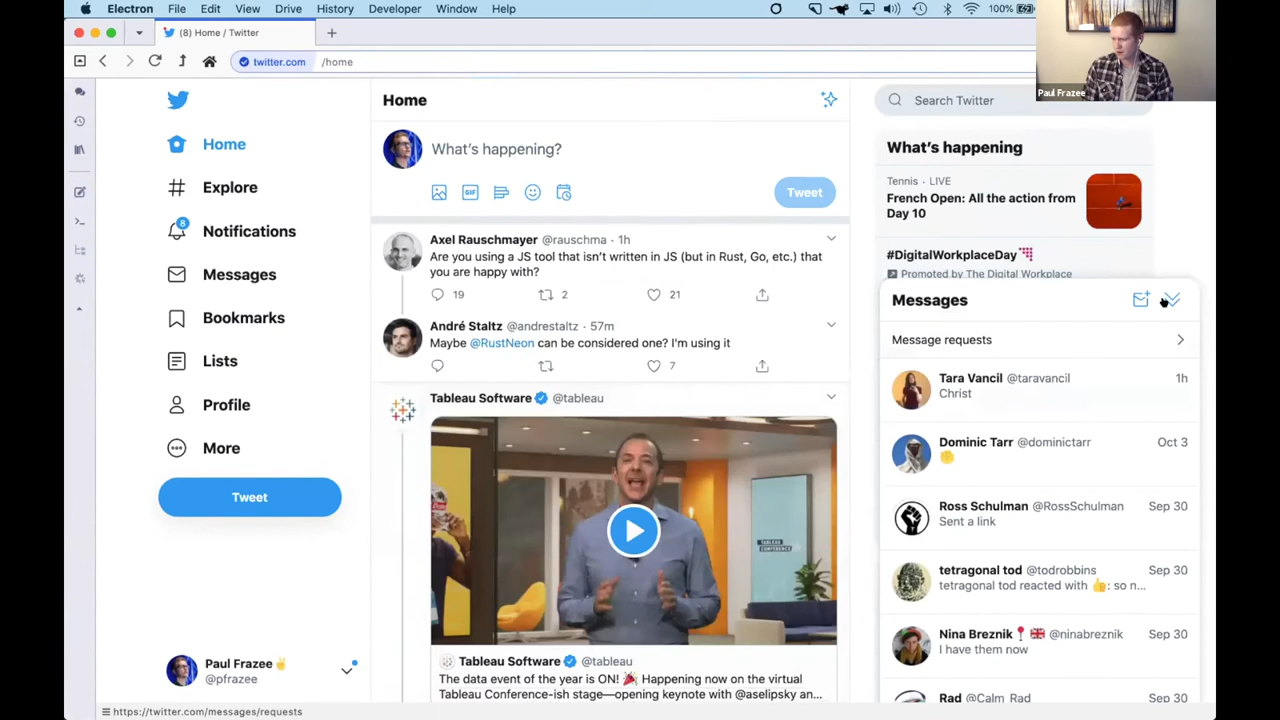 Electron File Edit View Drive History Developer Window Help 100%
(8) Home / Twitter
twitter.com /home
Paul Frazee
Home
Explore
8
Notifications
Messages
Bookmarks
Lists
Profile
More
Tweet
Paul Frazee✌️
@pfrazee
https://twitter.com/messages/requests
Home
What's happening?
GIF
Tweet
Axel Rauschmayer @rauschma · 1h
Are you using a JS tool that isn't written in JS (but in Rust, Go, etc.) that
you are happy with?
19 2 21
André Staltz @andrestaltz · 57m
Maybe @RustNeon can be considered one? I'm using it
7
Tableau Software @tableau
TABLEAU
CONFERENCE
Tableau Software @tableau
The data event of the year is ON! 🎉 Happening now on the virtual
Tableau Conference-ish stage—opening keynote with @aselipsky an...
Search Twitter
What's happening
Tennis · LIVE
French Open: All the action from
Day 10
#DigitalWorkplaceDay
Promoted by The Digital Workplace
Messages
Message requests
Tara Vancil @taravancil 1h
Christ
Dominic Tarr @dominictarr Oct 3
✊
Ross Schulman @RossSchulman Sep 30
Sent a link
tetragonal tod @todrobbins Sep 30
tetragonal tod reacted with 👍: so n...
Nina Breznik📍 🇬🇧 @ninabreznik Sep 30
I have them now
Rad @Calm_Rad Sep 30